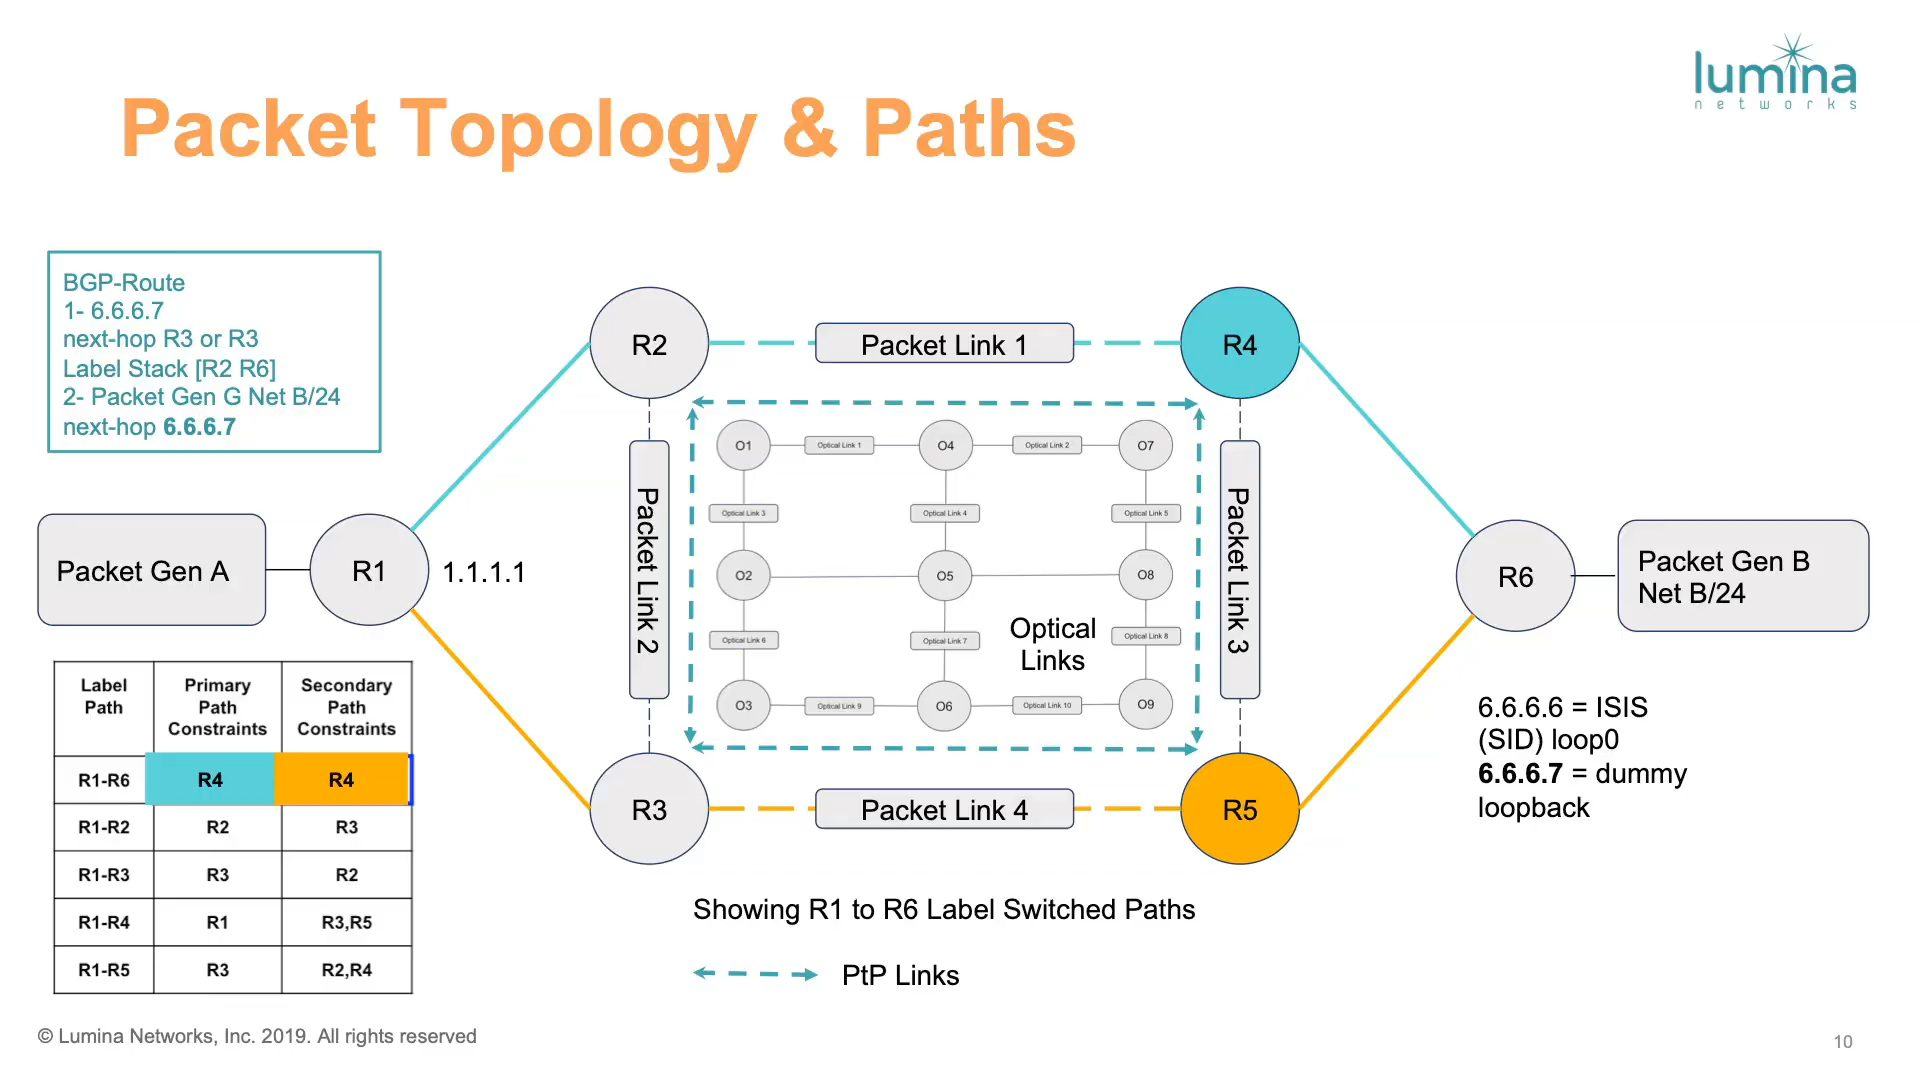 lumina
networks
Packet Topology & Paths
BGP-Route
1- 6.6.6.7
next-hop R3 or R3
Label Stack [R2 R6]
2- Packet Gen G Net B/24
next-hop 6.6.6.7
R2
Packet Link 1
R4
O1
Optical Link 1
O4
Optical Link 2
O7
Packet Link 2
Optical Link 3
Optical Link 4
Optical Link 5
Packet Link 3
Packet Gen A
R1
1.1.1.1
O2
O5
O8
R6
Packet Gen B
Net B/24
Optical
Links
Optical Link 6
Optical Link 7
Optical Link 8
O3
Optical Link 9
O6
Optical Link 10
O9
6.6.6.6 = ISIS
(SID) loop0
6.6.6.7 = dummy
loopback
R3
Packet Link 4
R5
Label
Path
Primary
Path
Constraints
Secondary
Path
Constraints
R1-R6 R4 R4
R1-R2 R2 R3
R1-R3 R3 R2
R1-R4 R1 R3,R5
R1-R5 R3 R2,R4
Showing R1 to R6 Label Switched Paths
PtP Links
© Lumina Networks, Inc. 2019. All rights reserved
10